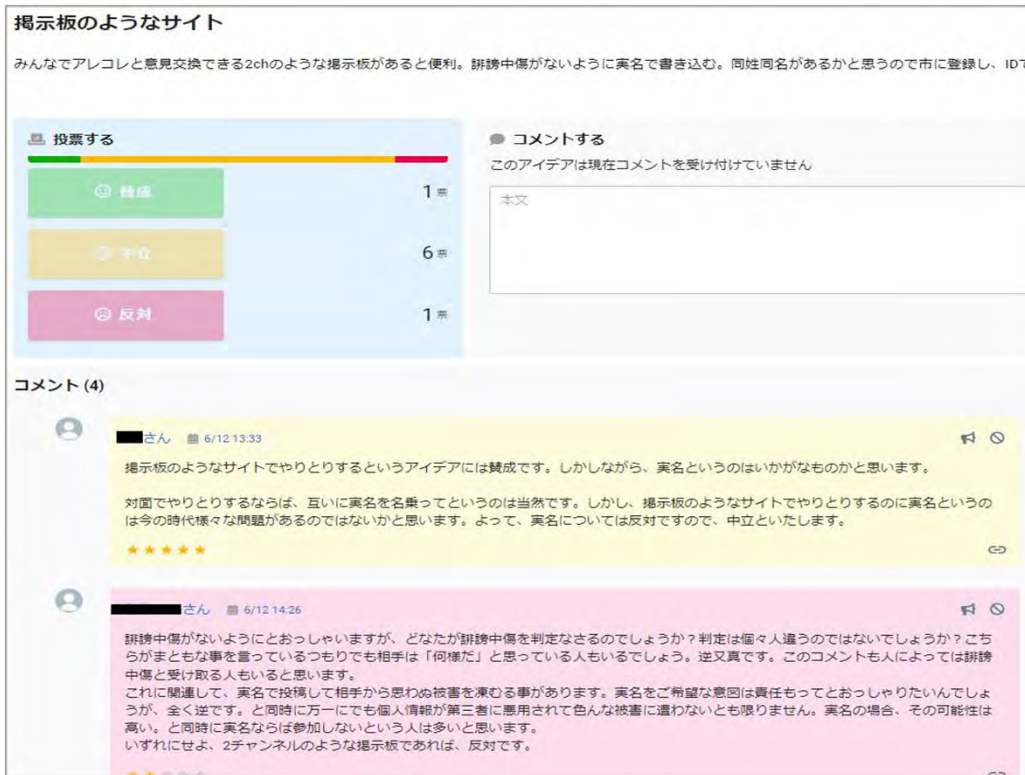 掲示板のようなサイト
みんなでアレコレと意見交換できる2chのような掲示板があると便利。誹謗中傷がないように実名で書き込む。同姓同名があるかと思うので市に登録し、IDで
投票する
賛成
1票
中立
6票
反対
1票
コメントする
このアイデアは現在コメントを受け付けていません
本文
コメント (4)
さん 6/12 13:33
掲示板のようなサイトでやりとりするというアイデアには賛成です。しかしながら、実名というのはいかがなものかと思います。
対面でやりとりするならば、互いに実名を名乗ってというのは当然です。しかし、掲示板のようなサイトでやりとりするのに実名というの
は今の時代様々な問題があるのではないかと思います。よって、実名については反対ですので、中立といたします。
さん 6/12 14:26
誹謗中傷がないようにとおっしゃいますが、どなたが誹謗中傷を判定なさるのでしょうか？判定は個々人違うのではないでしょうか？こち
らがまともな事を言っているつもりでも相手は「何様だ」と思っている人もいるでしょう。逆又真です。このコメントも人によっては誹謗
中傷と受け取る人もいると思います。
これに関連して、実名で投稿して相手から思わぬ被害を凍むる事があります。実名をご希望な意図は責任もってとおっしゃりたいんでしょ
うが、全く逆です。と同時に万一にでも個人情報が第三者に悪用されて色んな被害に遭わないとも限りません。実名の場合、その可能性は
高い。と同時に実名ならば参加しないという人は多いと思います。
いずれにせよ、2チャンネルのような掲示板であれば、反対です。